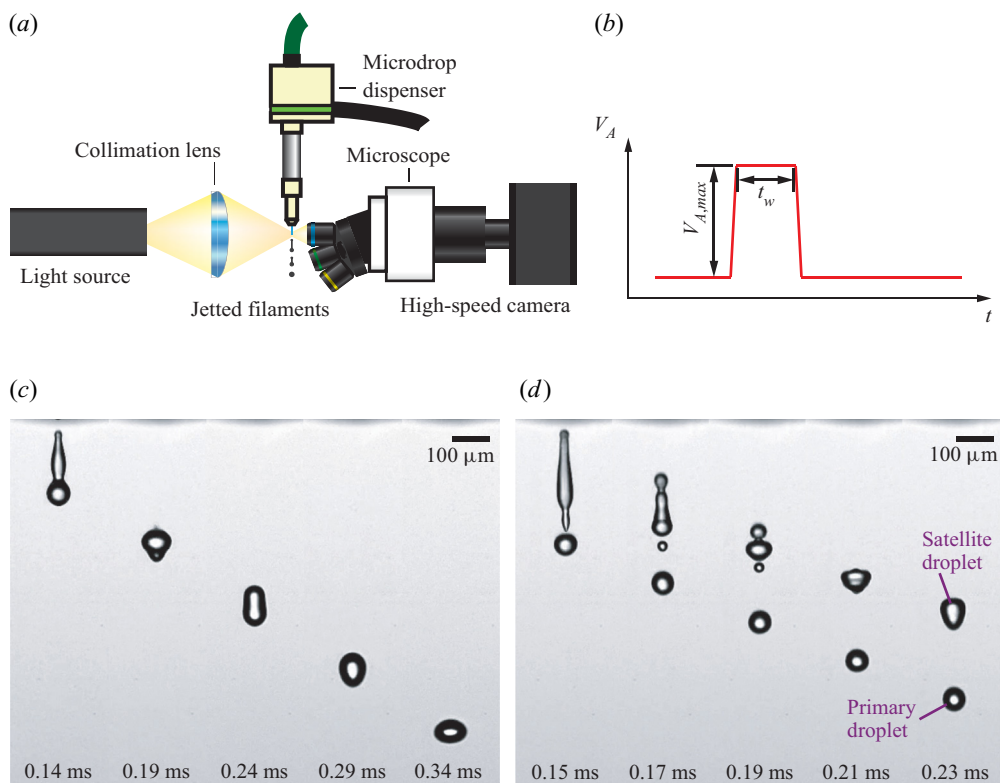 (a)
Microdrop
dispenser
Collimation lens
Microscope
Light source
Jetted filaments
High-speed camera
(b)
V_A
V_A,max
t_w
t
(c)
100 μm
0.14 ms 0.19 ms 0.24 ms 0.29 ms 0.34 ms
(d)
100 μm
Satellite
droplet
Primary
droplet
0.15 ms 0.17 ms 0.19 ms 0.21 ms 0.23 ms